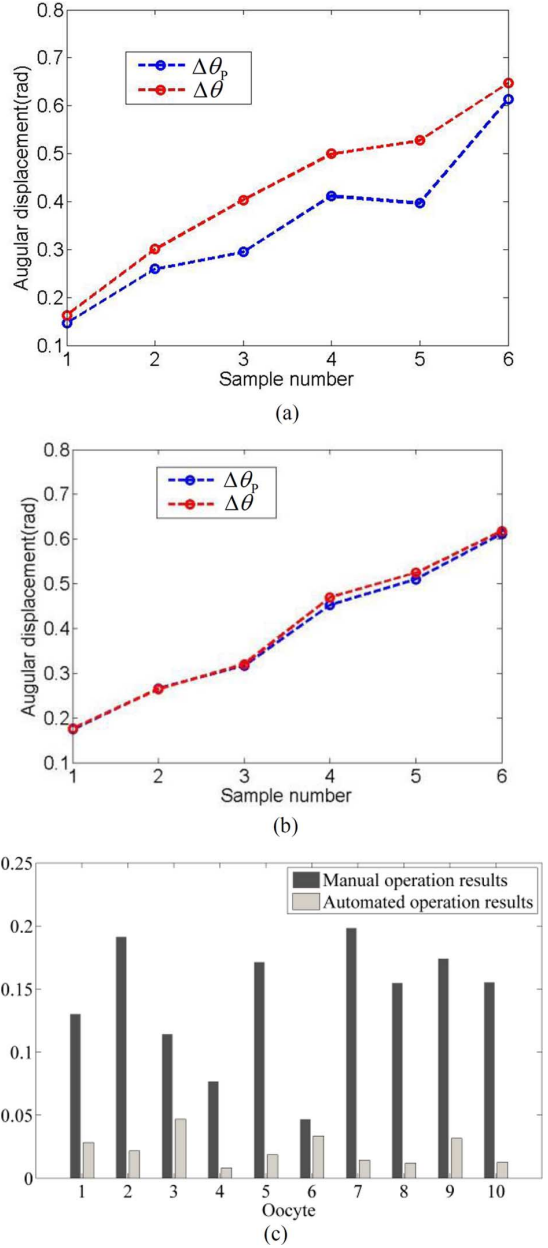 0.8
0.7
0.6
0.5
0.4
0.3
0.2
0.1
Augular displacement(rad)
Δθ_P
Δθ
1 2 3 4 5 6
Sample number
(a)
0.8
0.7
0.6
0.5
0.4
0.3
0.2
0.1
Augular displacement(rad)
Δθ_P
Δθ
1 2 3 4 5 6
Sample number
(b)
0.25
0.2
0.15
0.1
0.05
0
Manual operation results
Automated operation results
1 2 3 4 5 6 7 8 9 10
Oocyte
(c)